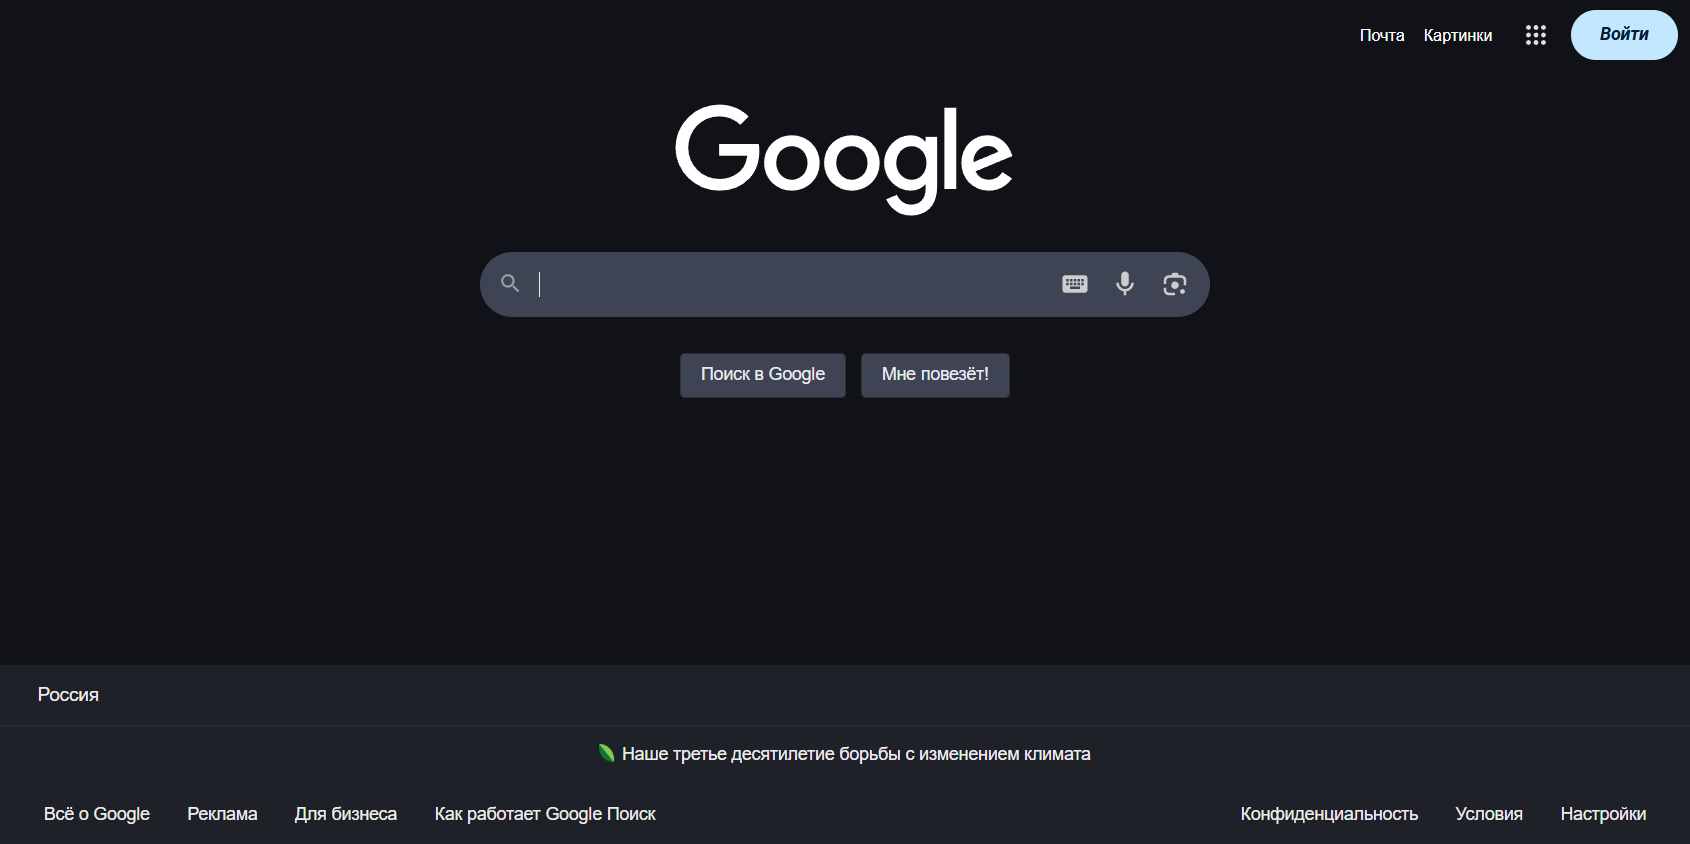 Почта Картинки Войти
Google
Поиск в Google Мне повезёт!
Россия
Наше третье десятилетие борьбы с изменением климата
Всё о Google Реклама Для бизнеса Как работает Google Поиск Конфиденциальность Условия Настройки